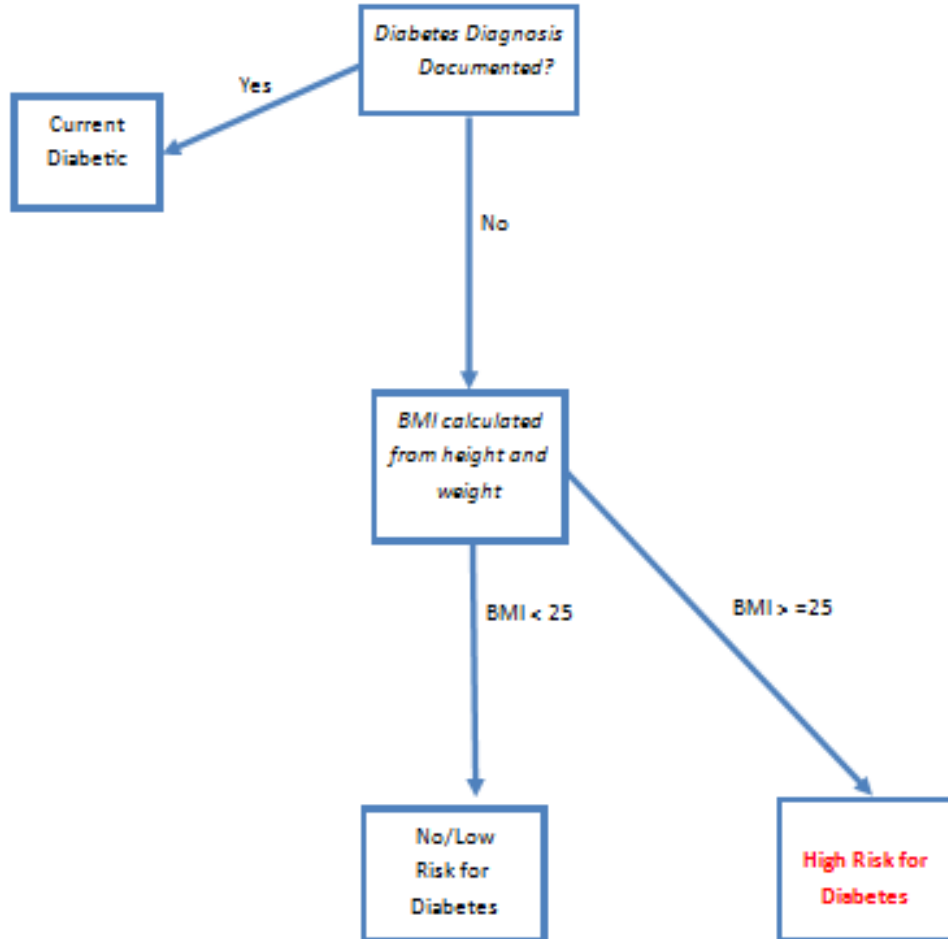 Diabetes Diagnosis
Documented?
Yes
Current
Diabetic
No
BMI calculated
from height and
weight
BMI < 25
BMI > =25
No/Low
Risk for
Diabetes
High Risk for
Diabetes